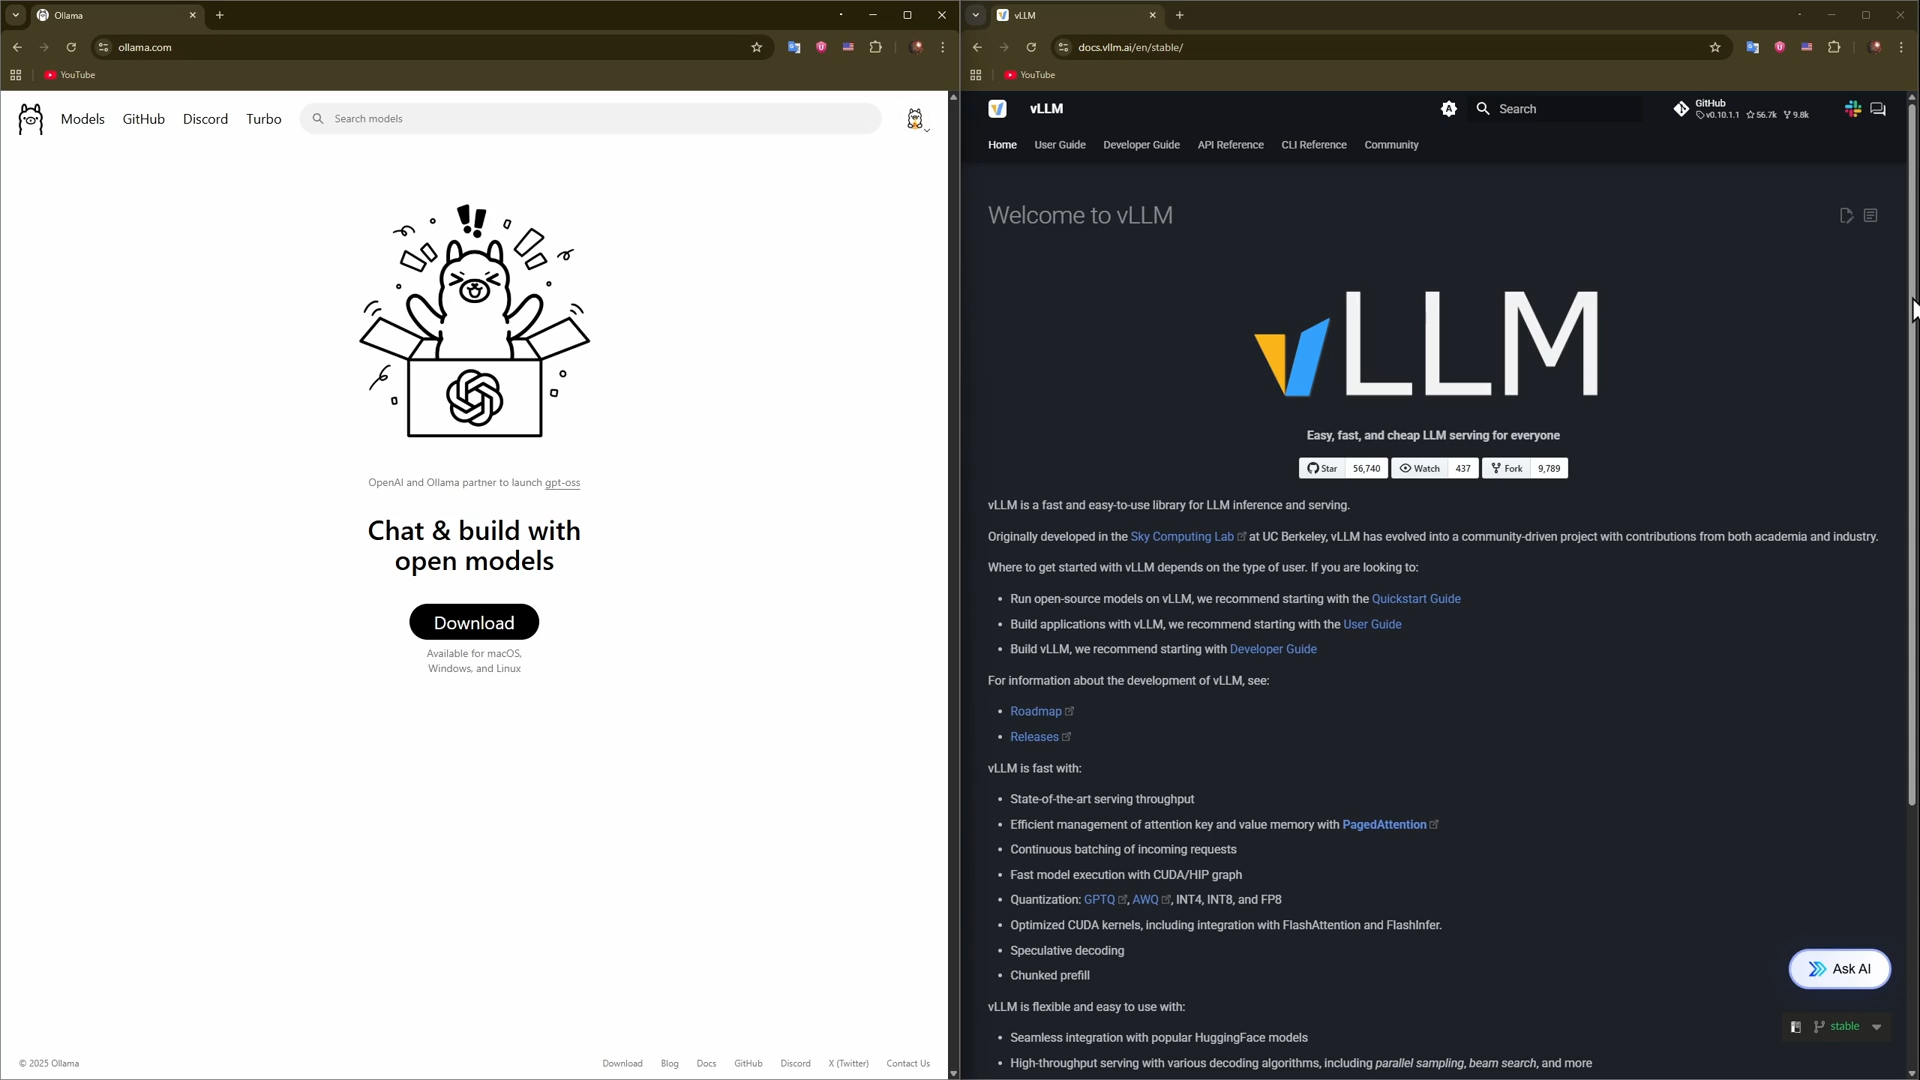 Ollama
ollama.com
YouTube
Models
GitHub
Discord
Turbo
Search models
OpenAI and Ollama partner to launch gpt-oss
Chat & build with
open models
Download
Available for macOS,
Windows, and Linux
© 2025 Ollama
Download
Blog
Docs
GitHub
Discord
X (Twitter)
Contact Us
vLLM
docs.vllm.ai/en/stable/
YouTube
vLLM
Search
GitHub
v0.10.1.1 56.7k 9.8k
Home
User Guide
Developer Guide
API Reference
CLI Reference
Community
Welcome to vLLM
vLLM
Easy, fast, and cheap LLM serving for everyone
Star 56,740 Watch 437 Fork 9,789
vLLM is a fast and easy-to-use library for LLM inference and serving.
Originally developed in the Sky Computing Lab at UC Berkeley, vLLM has evolved into a community-driven project with contributions from both academia and industry.
Where to get started with vLLM depends on the type of user. If you are looking to:
• Run open-source models on vLLM, we recommend starting with the Quickstart Guide
• Build applications with vLLM, we recommend starting with the User Guide
• Build vLLM, we recommend starting with Developer Guide
For information about the development of vLLM, see:
• Roadmap
• Releases
vLLM is fast with:
• State-of-the-art serving throughput
• Efficient management of attention key and value memory with PagedAttention
• Continuous batching of incoming requests
• Fast model execution with CUDA/HIP graph
• Quantization: GPTQ, AWQ, INT4, INT8, and FP8
• Optimized CUDA kernels, including integration with FlashAttention and FlashInfer.
• Speculative decoding
• Chunked prefill
vLLM is flexible and easy to use with:
• Seamless integration with popular HuggingFace models
• High-throughput serving with various decoding algorithms, including parallel sampling, beam search, and more
Ask AI
stable